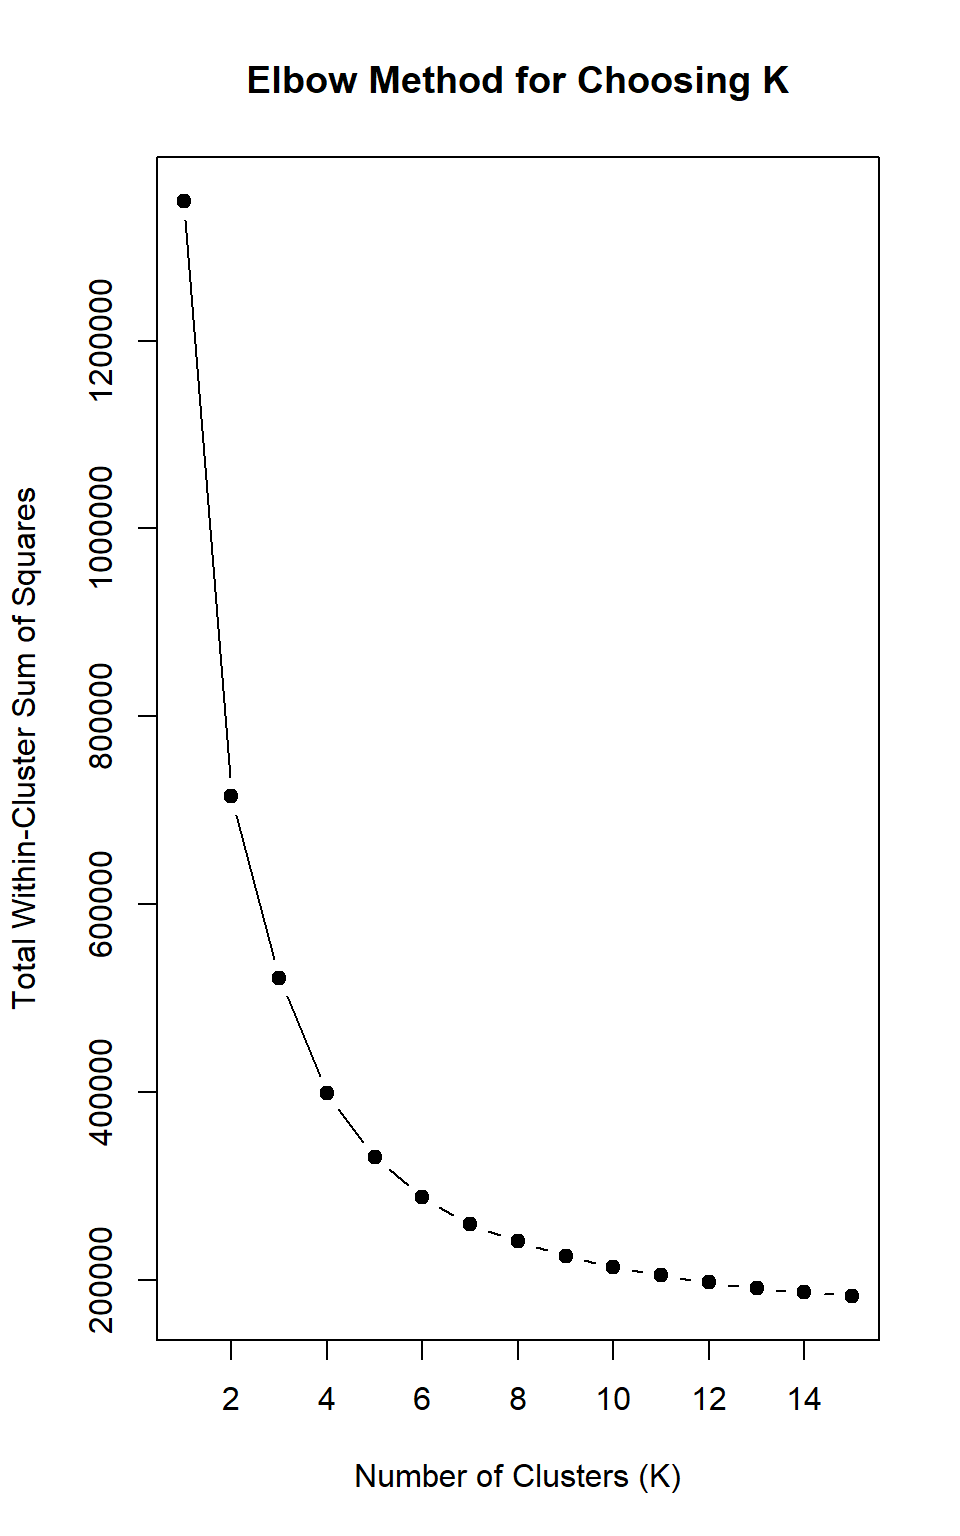 Elbow Method for Choosing K
Total Within-Cluster Sum of Squares
1200000
1000000
800000
600000
400000
200000
2 4 6 8 10 12 14
Number of Clusters (K)